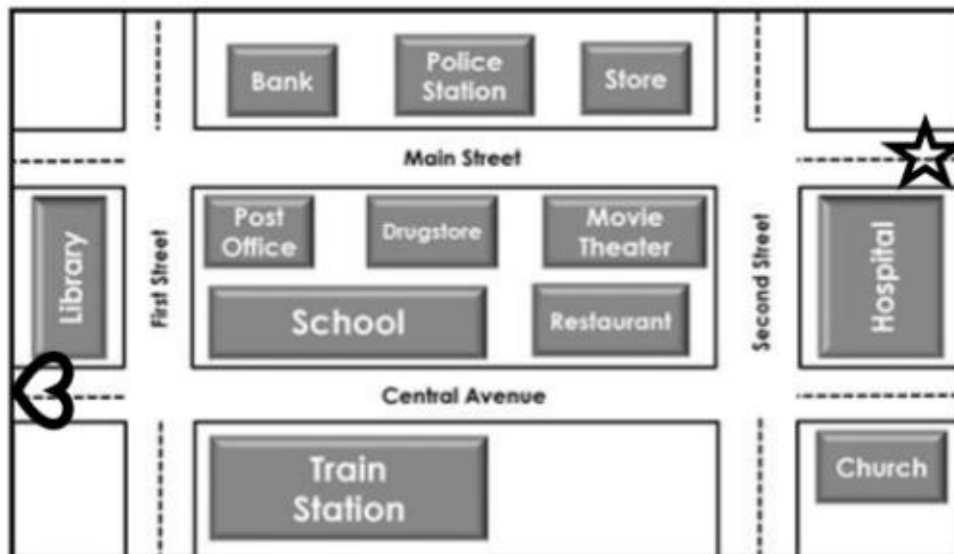 Bank
Police
Station
Store
Main Street
Library
First Street
Post
Office
Drugstore
Movie
Theater
School
Restaurant
Second Street
Hospital
Central Avenue
Train
Station
Church